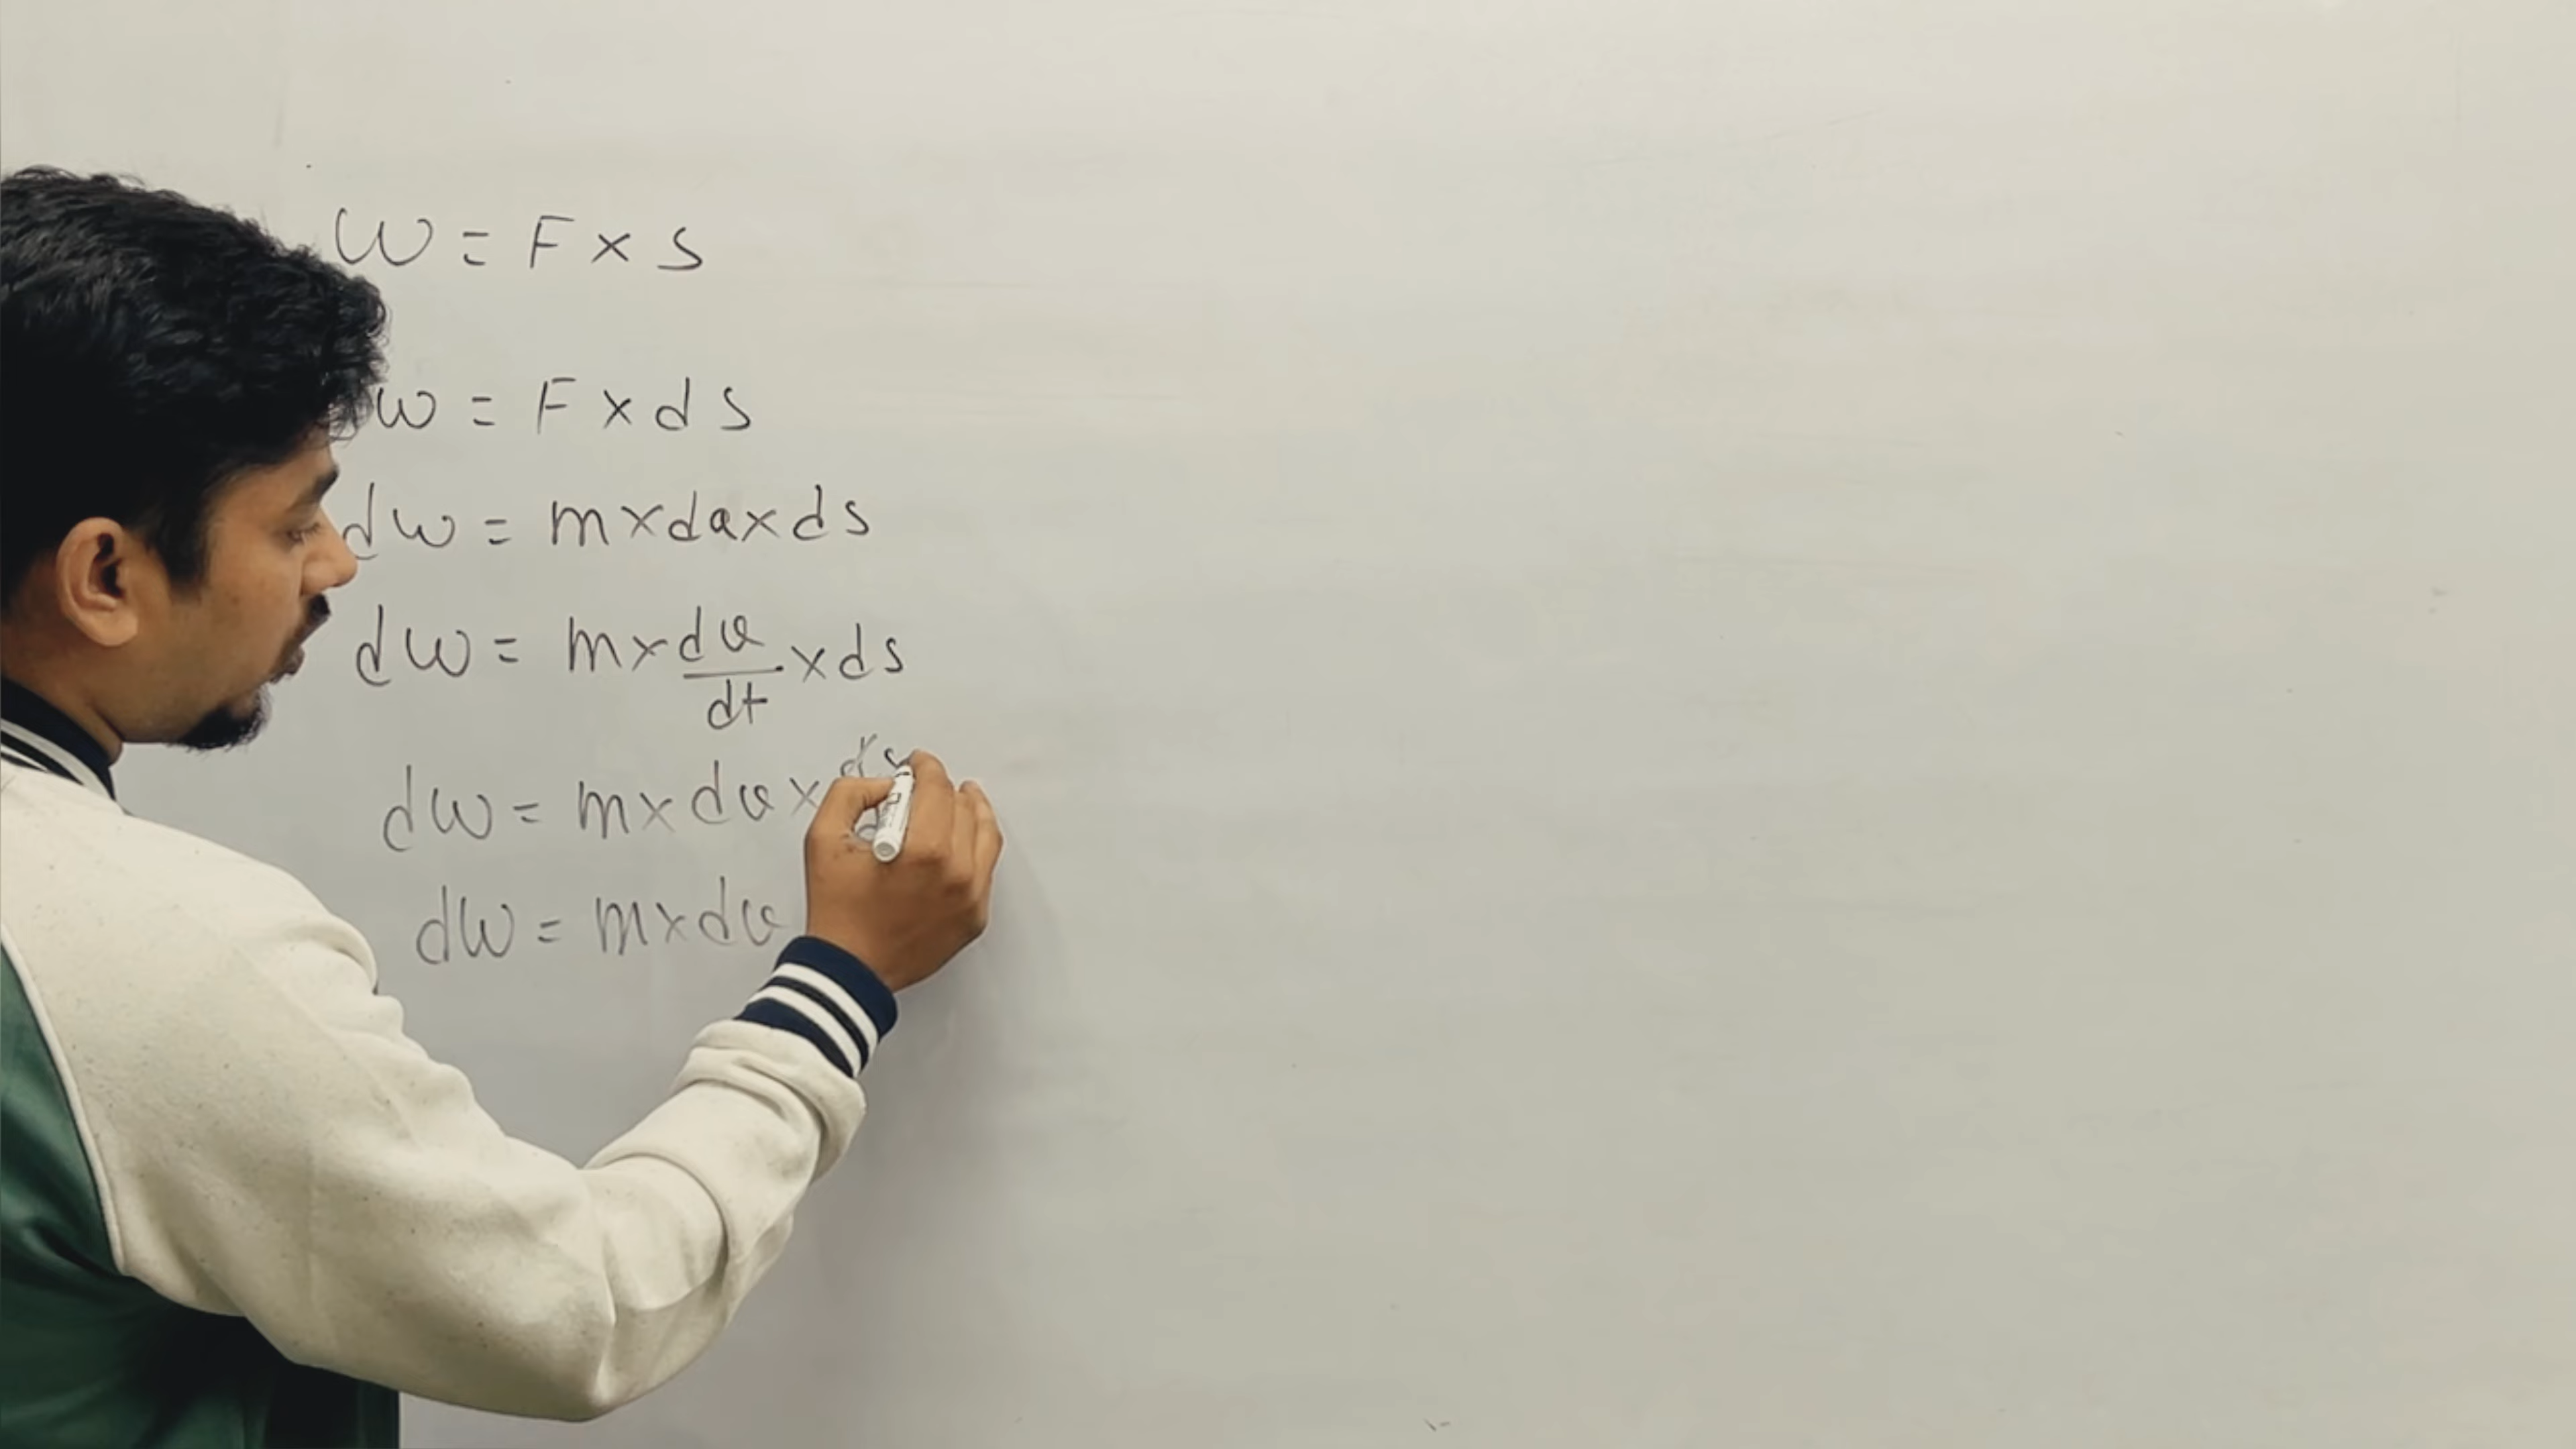 W = F × s
w = F × ds
dw = m × da × ds
dw = m × dv/dt × ds
dw = m × dv × ds
dw = m × dv